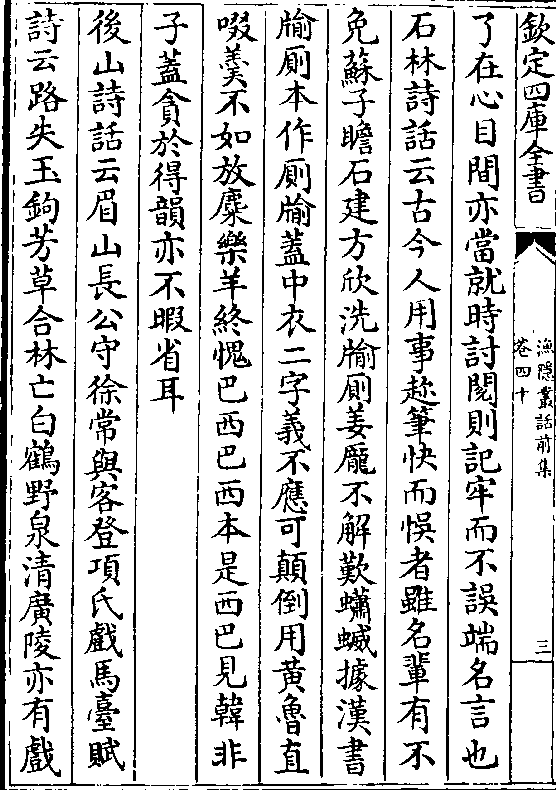 欽定四庫全書
漁隱叢話前集
卷四十
三
了在心目間亦當就時討閱則記牢而不誤端名言也
石林詩話云古今人用事趂筆快而悞者雖名輩有不
免蘇子瞻石建方欣洗牏厠姜龎不解歎蠨蝛據漢書
牏厠本作厠牏蓋中衣二字義不應可顛倒用黃魯直
啜羹不如放麋樂羊終愧巴西巴西本是西巴見韓非
子蓋貪於得韻亦不暇省耳
後山詩話云眉山長公守徐常與客登項氏戲馬臺賦
詩云路失玉鉤芳草合林亡白鶴野泉清廣陵亦有戲